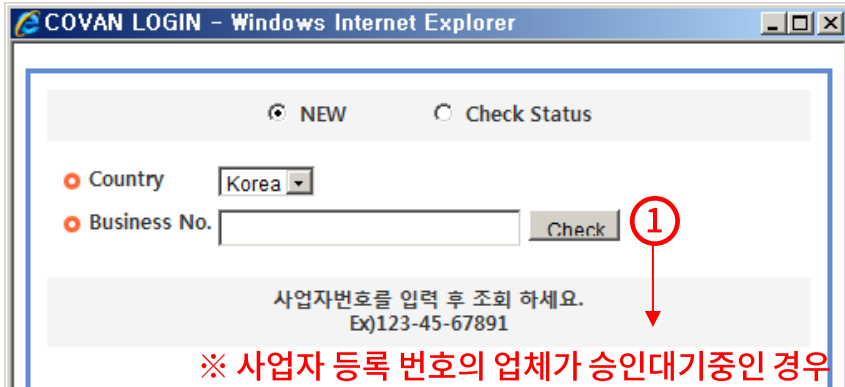 COVAN LOGIN - Windows Internet Explorer
NEW Check Status
Country Korea
Business No. Check ①
사업자번호를 입력 후 조회 하세요.
Ex)123-45-67891
※ 사업자 등록 번호의 업체가 승인대기중인 경우